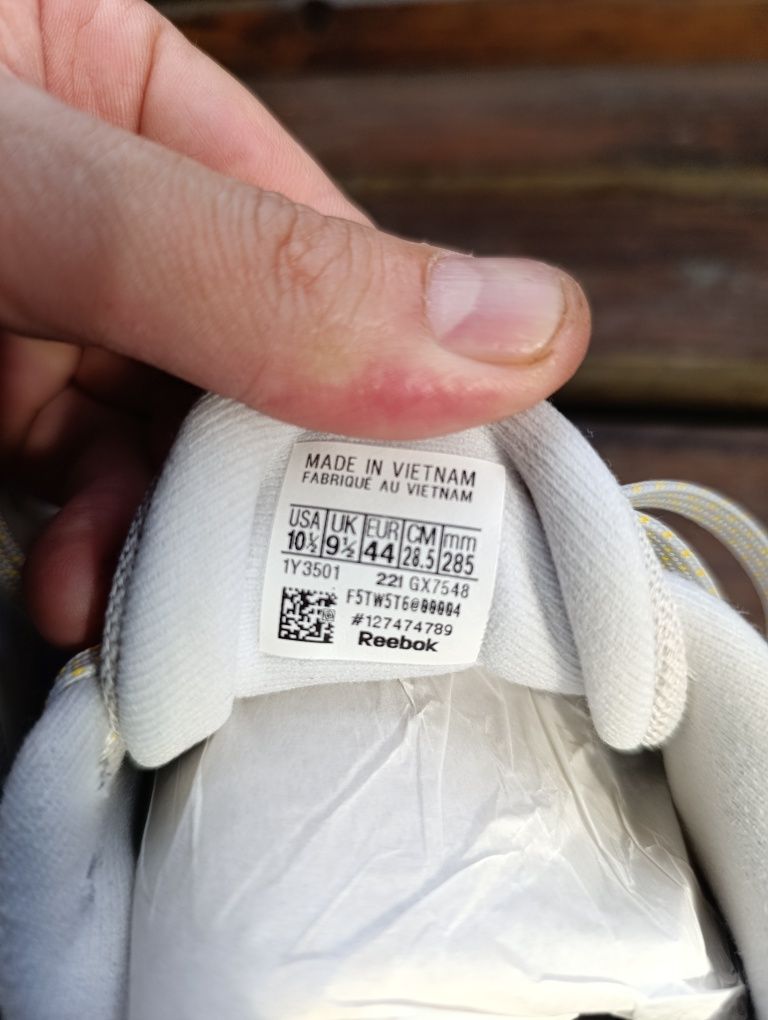 MADE IN VIETNAM
FABRIQUÉ AU VIETNAM
USA UK EUR CM mm
10½ 9½ 44 28.5 285
1Y3501 221 GX7548
#127474789
Reebok